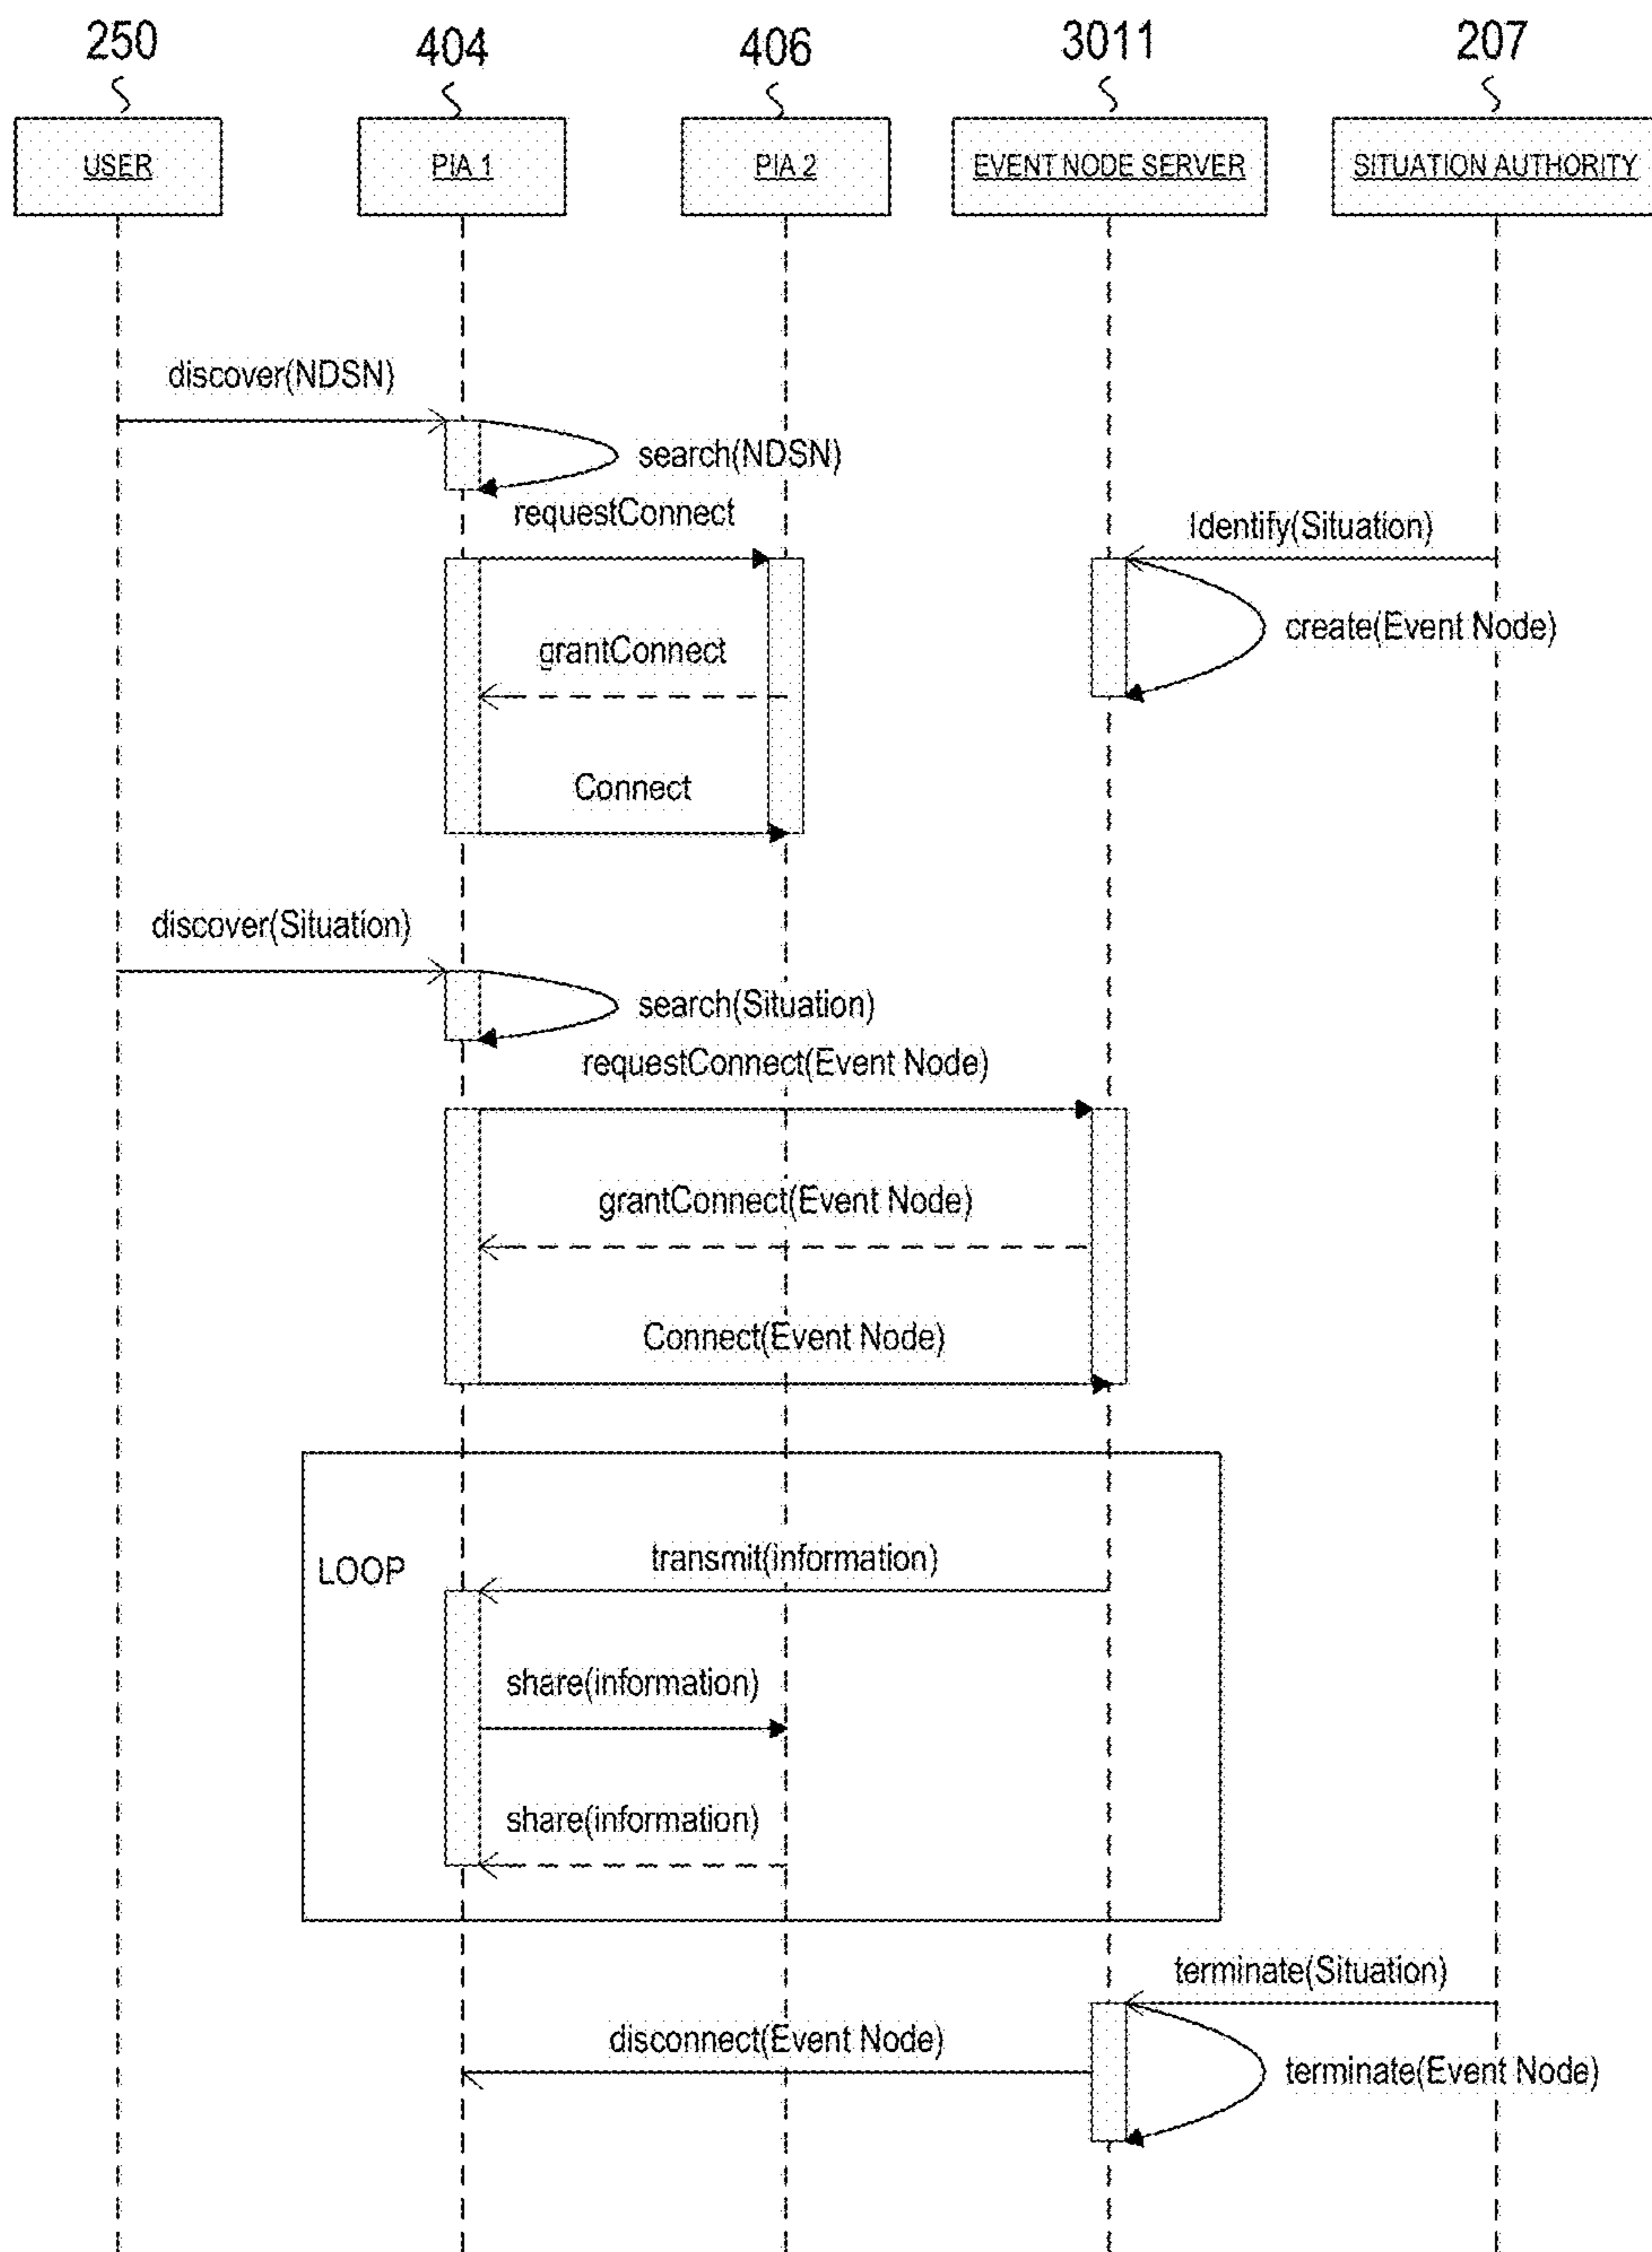 250
404
406
3011
207
USER
PIA 1
PIA 2
EVENT NODE SERVER
SITUATION AUTHORITY
discover(NDSN)
search(NDSN)
requestConnect
Identify(Situation)
create(Event Node)
grantConnect
Connect
discover(Situation)
search(Situation)
requestConnect(Event Node)
grantConnect(Event Node)
Connect(Event Node)
LOOP
transmit(information)
share(information)
share(information)
terminate(Situation)
disconnect(Event Node)
terminate(Event Node)